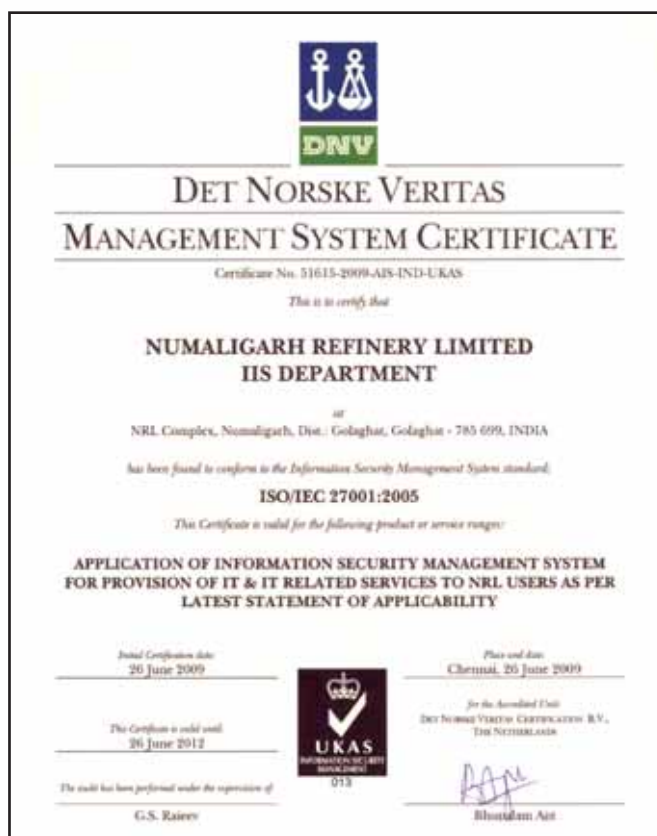 DNV
DET NORSKE VERITAS
MANAGEMENT SYSTEM CERTIFICATE
Certificate No. 51615-2009-AIS-IND-UKAS
This is to certify that
NUMALIGARH REFINERY LIMITED
IIS DEPARTMENT
at
NRL Complex, Numaligarh, Dist.: Golaghat, Golaghat - 785 699, INDIA
has been found to conform to the Information Security Management System standard:
ISO/IEC 27001:2005
This Certificate is valid for the following product or service ranges:
APPLICATION OF INFORMATION SECURITY MANAGEMENT SYSTEM
FOR PROVISION OF IT & IT RELATED SERVICES TO NRL USERS AS PER
LATEST STATEMENT OF APPLICABILITY
Initial Certification date:
26 June 2009
This Certificate is valid until:
26 June 2012
The audit has been performed under the supervision of
G.S. Rajeev
UKAS
INFORMATION SECURITY
MANAGEMENT
013
Place and date:
Chennai, 26 June 2009
for the Accredited Unit:
DET NORSKE VERITAS CERTIFICATION B.V.,
THE NETHERLANDS